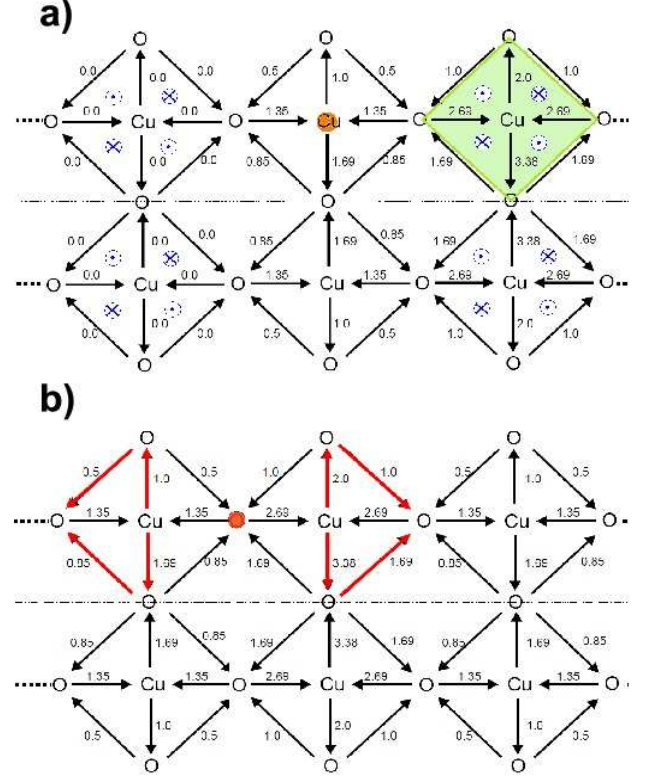 a)
O O O
0.0 0.0 0.5 0.5 1.0 1.0
0.0 1.0 2.0
0.0 0.0 1.35 1.35 2.69 2.69
O Cu O Cu O Cu O
0.0 0.0 0.0 0.85 1.69 0.85 1.69 3.38 1.69
O O O
0.0 0.0 0.0 0.85 1.69 0.85 1.69 3.38 1.69
0.0 0.0 1.35 1.35 2.69 2.69
O Cu O Cu O Cu O
0.0 0.0 0.0 0.5 1.0 0.5 1.0 2.0 1.0
O O O
b)
O O O
0.5 1.0 0.5 1.0 2.0 1.0 0.5 1.0 0.5
1.35 1.35 2.69 2.69 1.35 1.35
O Cu Cu O Cu O
0.85 1.69 0.85 1.69 3.38 1.69 0.85 1.69 0.85
O O O
0.85 1.69 0.85 1.69 3.38 1.69 0.85 1.69 0.85
1.35 1.35 2.69 2.69 1.35 1.35
O Cu O Cu O Cu O
0.5 1.0 0.5 1.0 2.0 1.0 0.5 1.0 0.5
O O O